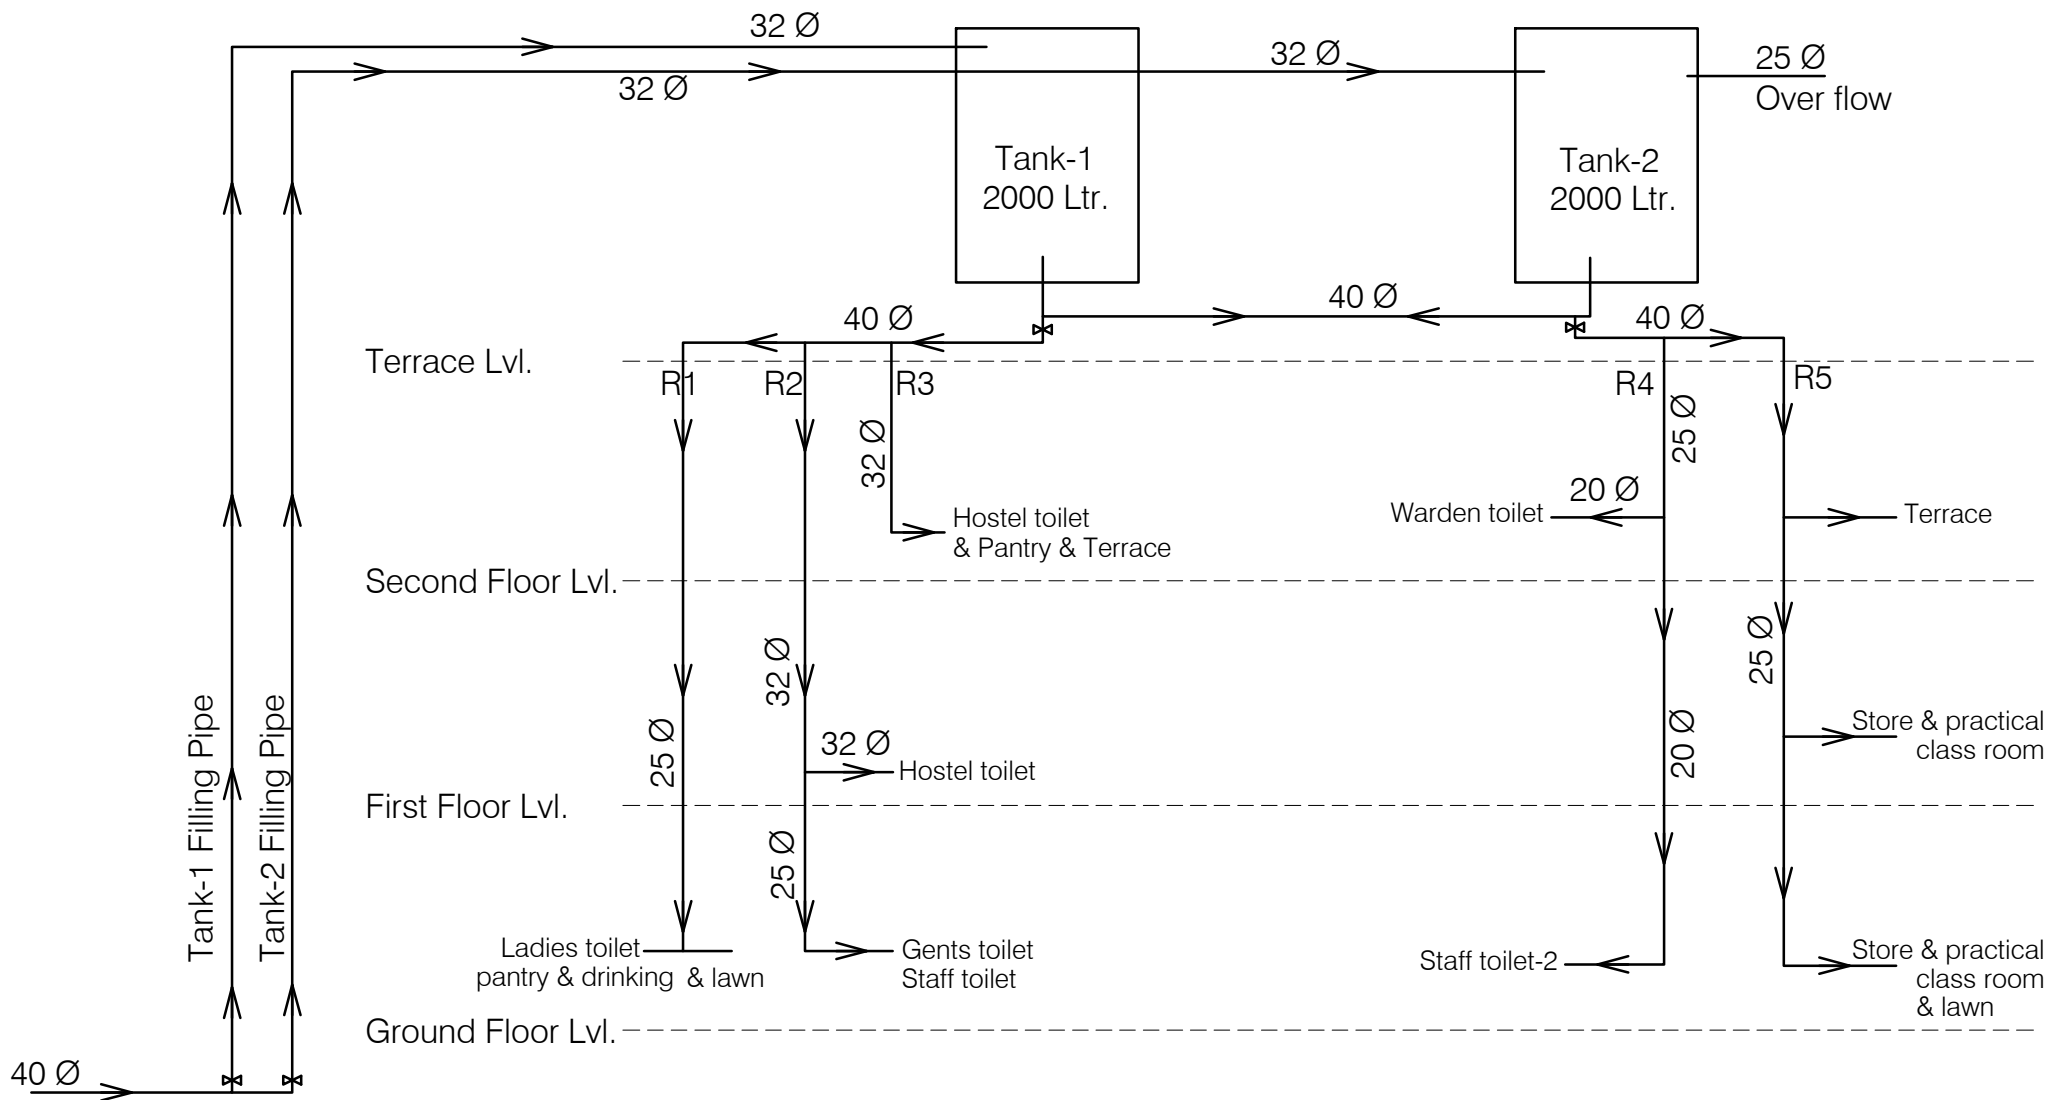 32 Ø
32 Ø
32 Ø
25 Ø
Over flow
Tank-1
2000 Ltr.
Tank-2
2000 Ltr.
40 Ø
40 Ø
40 Ø
Terrace Lvl.
R1
R2
R3
R4
R5
32 Ø
25 Ø
Hostel toilet
& Pantry & Terrace
Warden toilet
20 Ø
Terrace
Second Floor Lvl.
Tank-1 Filling Pipe
Tank-2 Filling Pipe
25 Ø
32 Ø
32 Ø
Hostel toilet
20 Ø
25 Ø
Store & practical
class room
First Floor Lvl.
25 Ø
Ladies toilet
pantry & drinking & lawn
Gents toilet
Staff toilet
Staff toilet-2
Store & practical
class room
& lawn
Ground Floor Lvl.
40 Ø